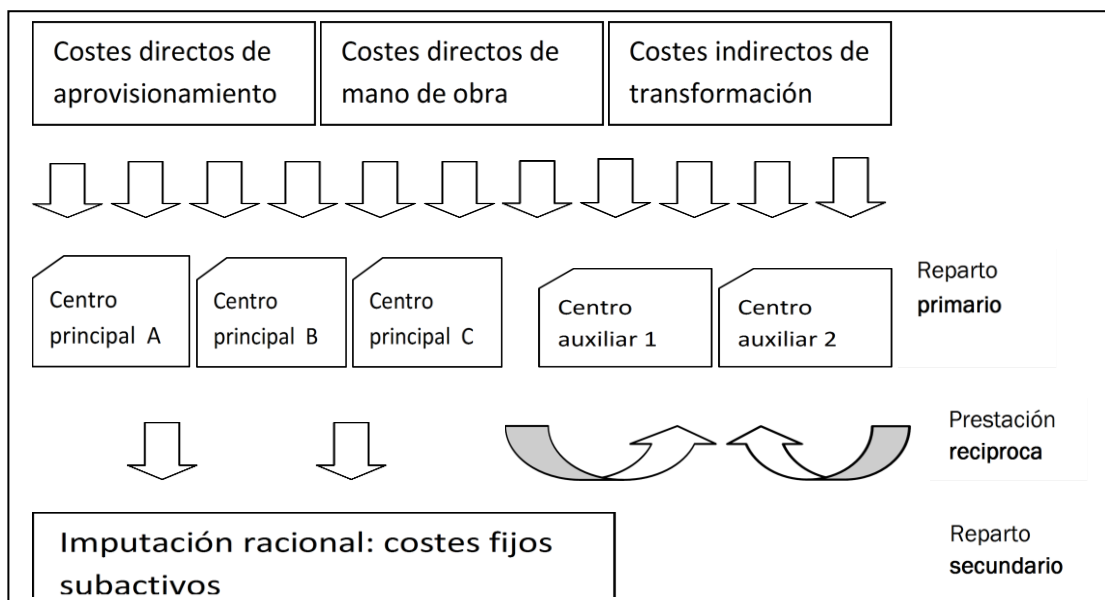 Costes directos de
aprovisionamiento
Costes directos de
mano de obra
Costes indirectos de
transformación
Centro
principal A
Centro
principal B
Centro
principal C
Centro
auxiliar 1
Centro
auxiliar 2
Reparto
primario
Prestación
reciproca
Imputación racional: costes fijos
subactivos
Reparto
secundario